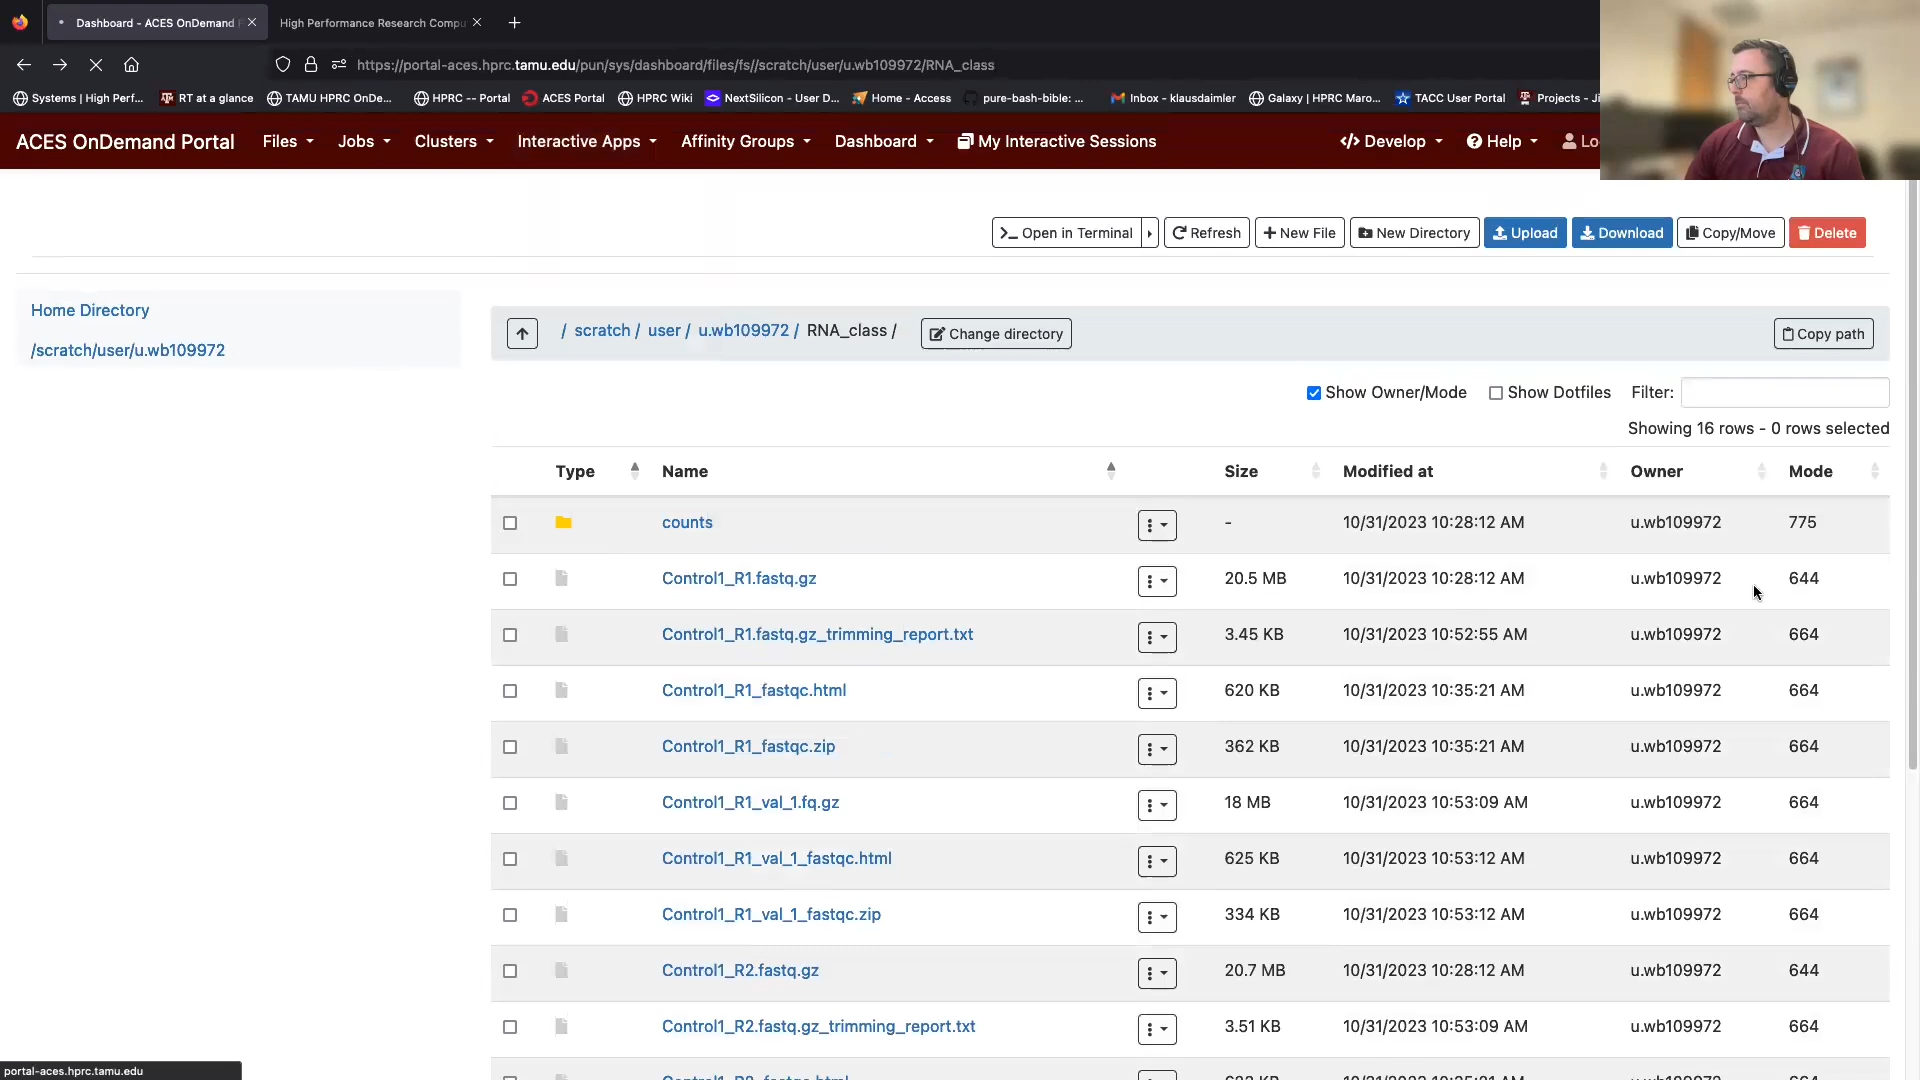 Dashboard - ACES OnDemand
High Performance Research Compu
https://portal-aces.hprc.tamu.edu/pun/sys/dashboard/files/fs//scratch/user/u.wb109972/RNA_class
Systems | High Perf... RT at a glance TAMU HPRC OnDe... HPRC -- Portal ACES Portal HPRC Wiki NextSilicon - User D... Home - Access pure-bash-bible: ... Inbox - klausdaimler Galaxy | HPRC Maro... TACC User Portal Projects - Ji
ACES OnDemand Portal Files Jobs Clusters Interactive Apps Affinity Groups Dashboard My Interactive Sessions </> Develop Help Lo
Open in Terminal Refresh New File New Directory Upload Download Copy/Move Delete
Home Directory
/scratch/user/u.wb109972
/ scratch / user / u.wb109972 / RNA_class / Change directory Copy path
Show Owner/Mode Show Dotfiles Filter:
Showing 16 rows - 0 rows selected
Type Name Size Modified at Owner Mode
counts - 10/31/2023 10:28:12 AM u.wb109972 775
Control1_R1.fastq.gz 20.5 MB 10/31/2023 10:28:12 AM u.wb109972 644
Control1_R1.fastq.gz_trimming_report.txt 3.45 KB 10/31/2023 10:52:55 AM u.wb109972 664
Control1_R1_fastqc.html 620 KB 10/31/2023 10:35:21 AM u.wb109972 664
Control1_R1_fastqc.zip 362 KB 10/31/2023 10:35:21 AM u.wb109972 664
Control1_R1_val_1.fq.gz 18 MB 10/31/2023 10:53:09 AM u.wb109972 664
Control1_R1_val_1_fastqc.html 625 KB 10/31/2023 10:53:12 AM u.wb109972 664
Control1_R1_val_1_fastqc.zip 334 KB 10/31/2023 10:53:12 AM u.wb109972 664
Control1_R2.fastq.gz 20.7 MB 10/31/2023 10:28:12 AM u.wb109972 644
Control1_R2.fastq.gz_trimming_report.txt 3.51 KB 10/31/2023 10:53:09 AM u.wb109972 664
portal-aces.hprc.tamu.edu